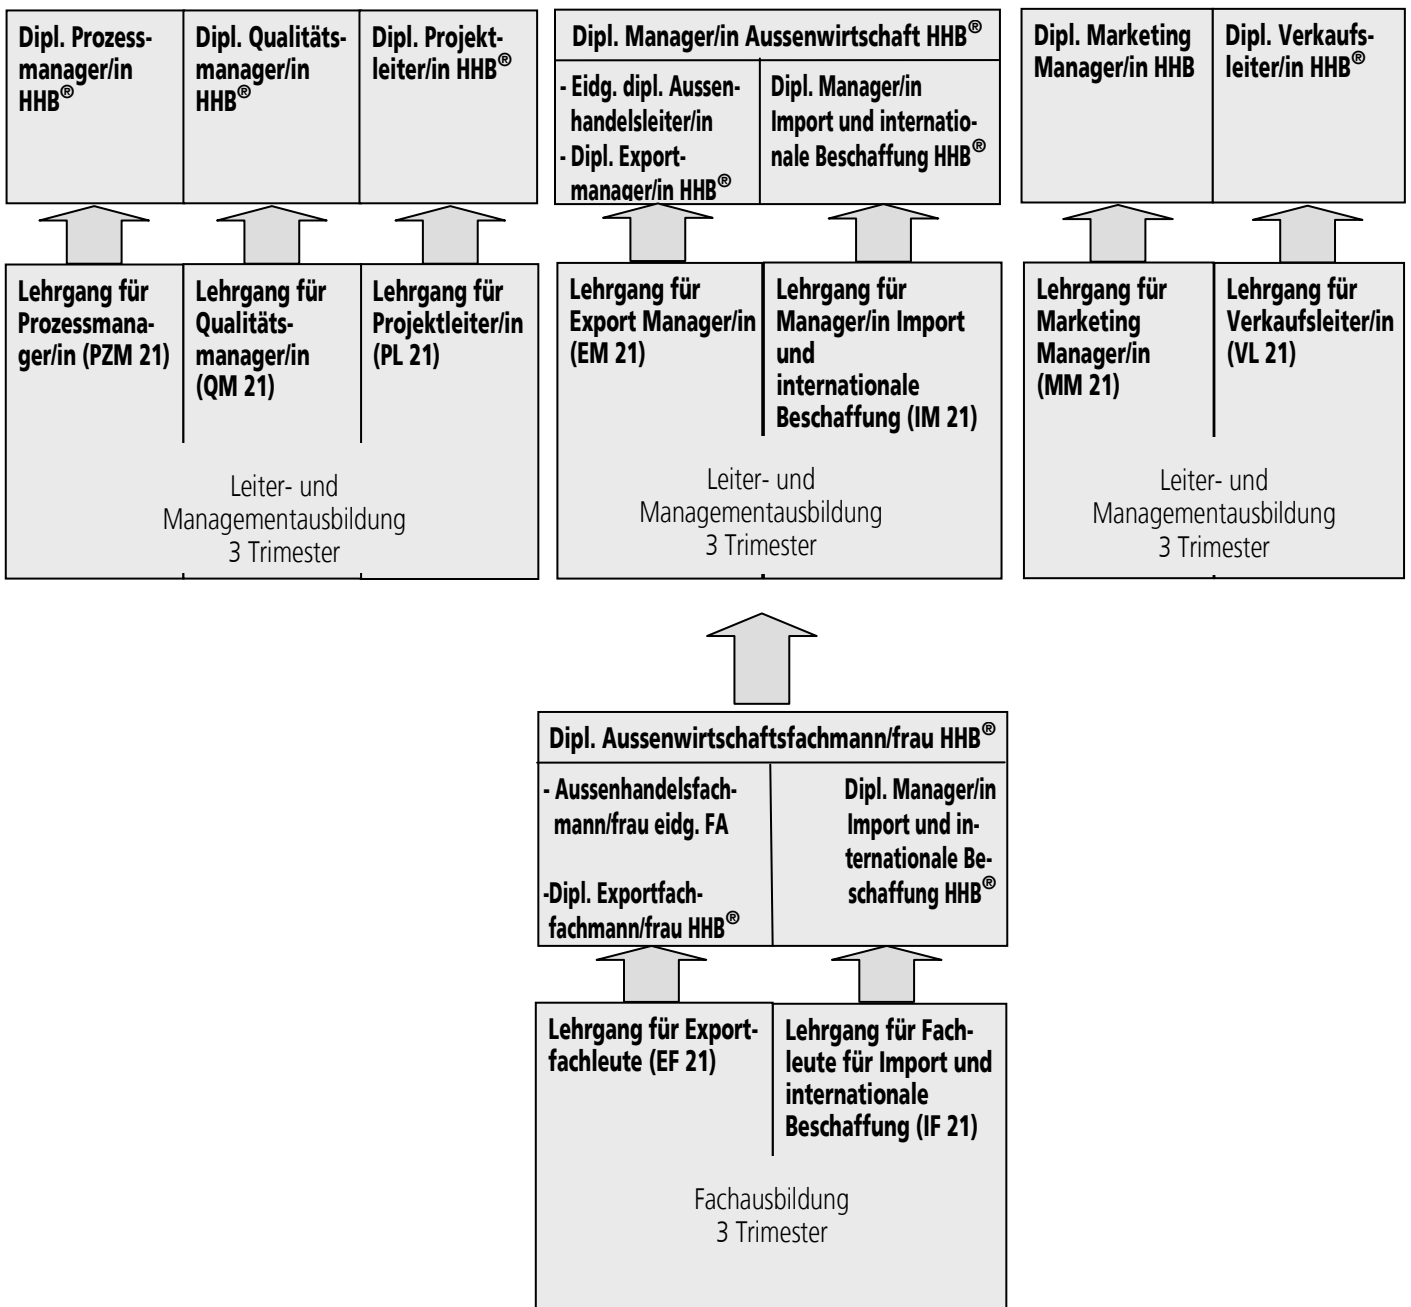 Dipl. Prozess-
manager/in
HHB®
Dipl. Qualitäts-
manager/in
HHB®
Dipl. Projekt-
leiter/in HHB®
Dipl. Manager/in Aussenwirtschaft HHB®
- Eidg. dipl. Aussen-
handelsleiter/in
- Dipl. Export-
manager/in HHB®
Dipl. Manager/in
Import und internatio-
nale Beschaffung HHB®
Dipl. Marketing
Manager/in HHB
Dipl. Verkaufs-
leiter/in HHB®
Lehrgang für
Prozessmana-
ger/in (PZM 21)
Lehrgang für
Qualitäts-
manager/in
(QM 21)
Lehrgang für
Projektleiter/in
(PL 21)
Leiter- und
Managementausbildung
3 Trimester
Lehrgang für
Export Manager/in
(EM 21)
Lehrgang für
Manager/in Import
und
internationale
Beschaffung (IM 21)
Leiter- und
Managementausbildung
3 Trimester
Lehrgang für
Marketing
Manager/in
(MM 21)
Lehrgang für
Verkaufsleiter/in
(VL 21)
Leiter- und
Managementausbildung
3 Trimester
Dipl. Aussenwirtschaftsfachmann/frau HHB®
- Aussenhandelsfach-
mann/frau eidg. FA
-Dipl. Exportfach-
fachmann/frau HHB®
Dipl. Manager/in
Import und in-
ternationale Be-
schaffung HHB®
Lehrgang für Export-
fachleute (EF 21)
Lehrgang für Fach-
leute für Import und
internationale
Beschaffung (IF 21)
Fachausbildung
3 Trimester